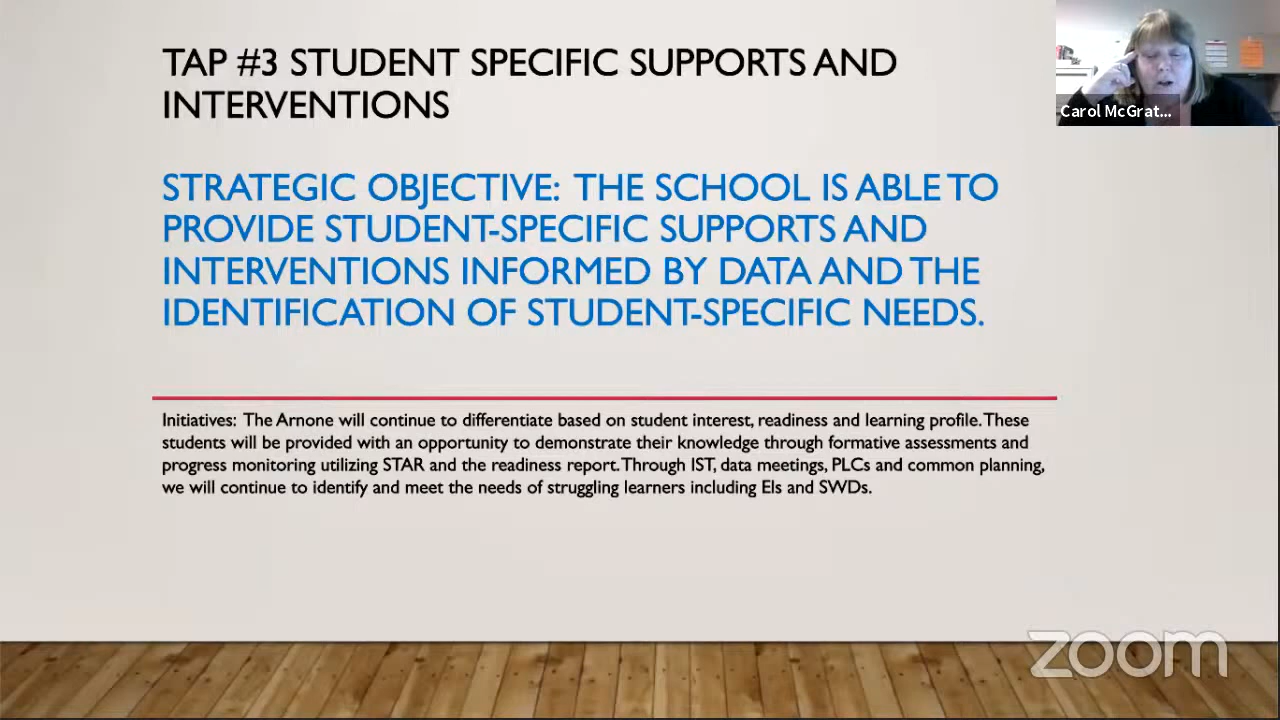 TAP #3 STUDENT SPECIFIC SUPPORTS AND
INTERVENTIONS
STRATEGIC OBJECTIVE: THE SCHOOL IS ABLE TO
PROVIDE STUDENT-SPECIFIC SUPPORTS AND
INTERVENTIONS INFORMED BY DATA AND THE
IDENTIFICATION OF STUDENT-SPECIFIC NEEDS.
Initiatives: The Arnone will continue to differentiate based on student interest, readiness and learning profile. These
students will be provided with an opportunity to demonstrate their knowledge through formative assessments and
progress monitoring utilizing STAR and the readiness report. Through IST, data meetings, PLCs and common planning,
we will continue to identify and meet the needs of struggling learners including Els and SWDs.
Carol McGrat...
zoom